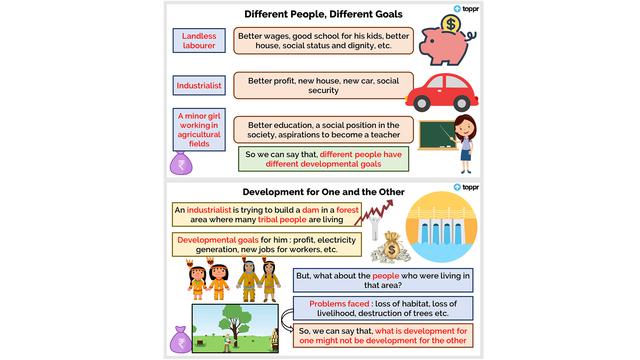 Different People, Different Goals
toppr
Landless
labourer
Better wages, good school for his kids, better
house, social status and dignity, etc.
$
Industrialist
Better profit, new house, new car, social
security
A minor girl
working in
agricultural
fields
Better education, a social position in the
society, aspirations to become a teacher
₹
So we can say that, different people have
different developmental goals
Development for One and the Other
toppr
An industrialist is trying to build a dam in a forest
area where many tribal people are living
Developmental goals for him : profit, electricity
generation, new jobs for workers, etc.
$
But, what about the people who were living in
that area?
Problems faced : loss of habitat, loss of
livelihood, destruction of trees etc.
₹
So, we can say that, what is development for
one might not be development for the other